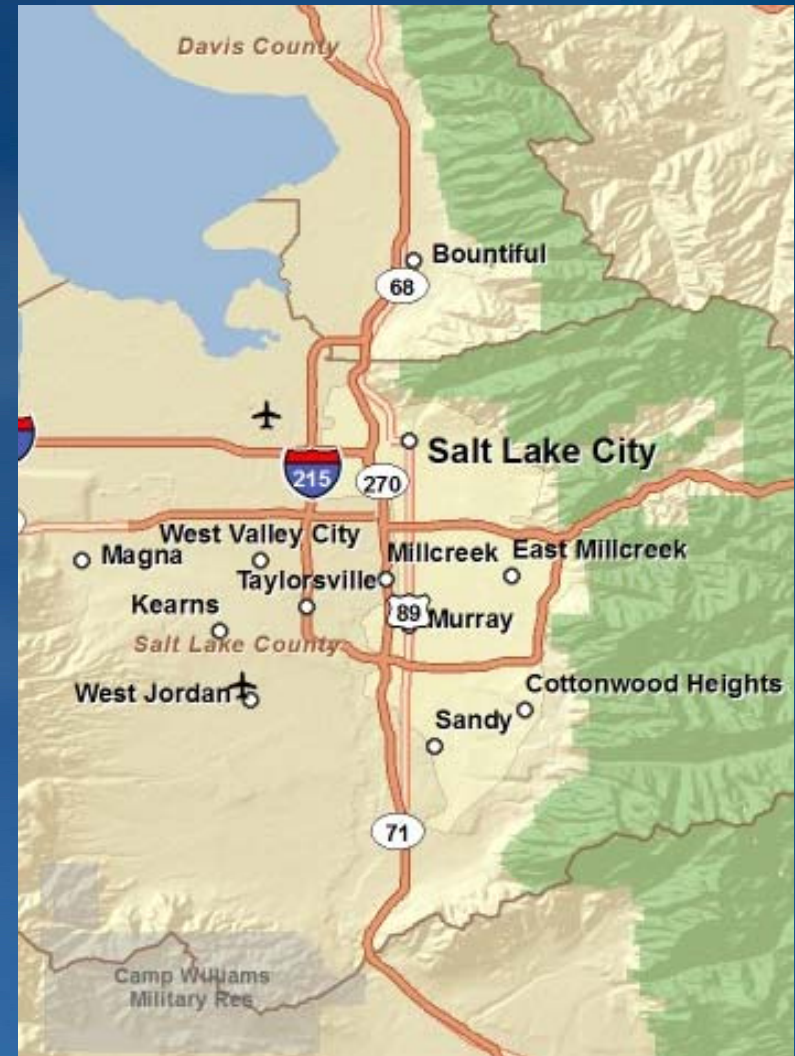 Davis County
Bountiful
68
Salt Lake City
215
270
West Valley City
Magna
Millcreek
East Millcreek
Taylorsville
Kearns
89
Murray
Salt Lake County
West Jordan
Cottonwood Heights
Sandy
71
Camp Williams
Military Res